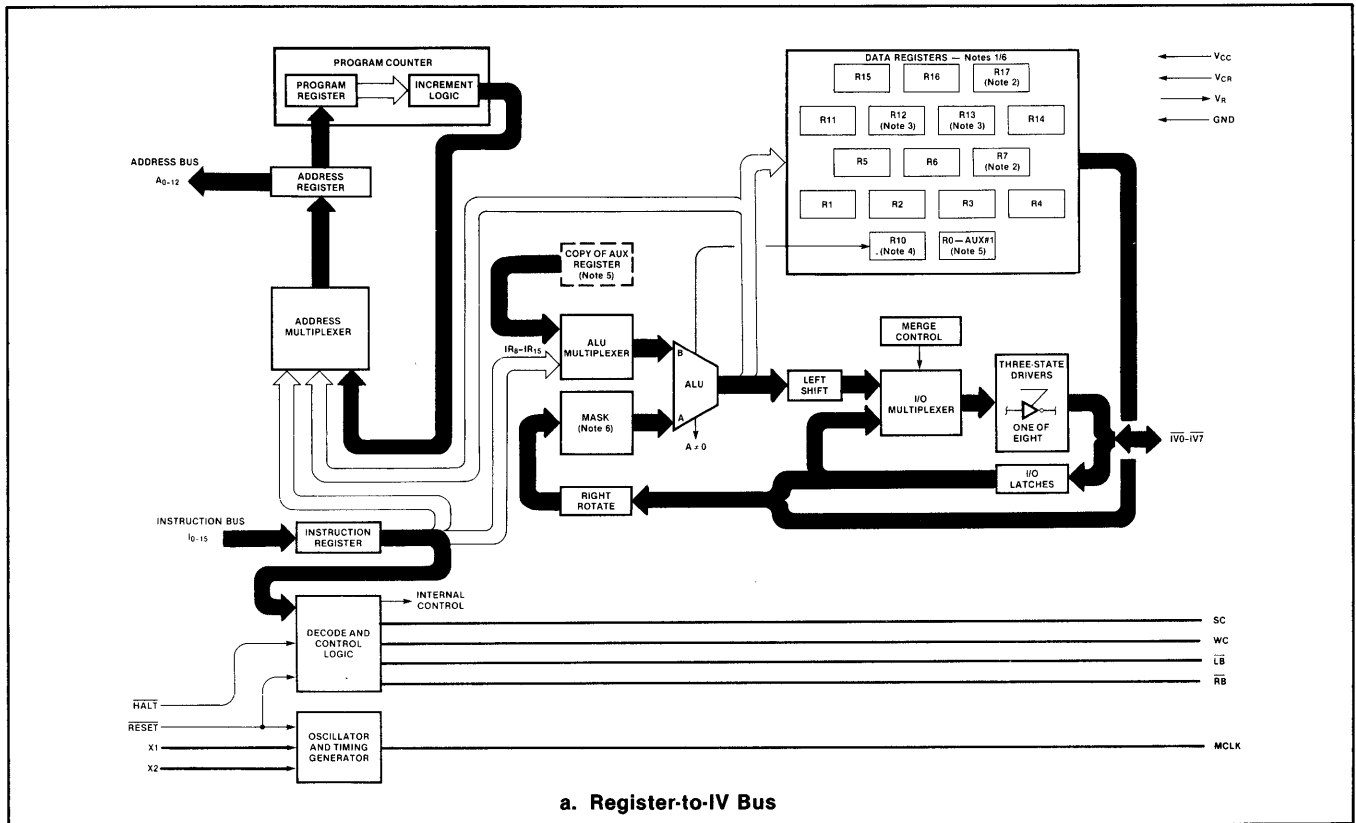 PROGRAM COUNTER
PROGRAM
REGISTER
INCREMENT
LOGIC
ADDRESS BUS
A0-12
ADDRESS
REGISTER
ADDRESS
MULTIPLEXER
DATA REGISTERS — Notes 1/6
R15
R16
R17
(Note 2)
R11
R12
(Note 3)
R13
(Note 3)
R14
R5
R6
R7
(Note 2)
R1
R2
R3
R4
R10
(Note 4)
R0—AUX#1
(Note 5)
VCC
VCR
VR
GND
COPY OF AUX
REGISTER
(Note 5)
IR8–IR15
ALU
MULTIPLEXER
B
ALU
A
A ≠ 0
MASK
(Note 6)
RIGHT
ROTATE
LEFT
SHIFT
MERGE
CONTROL
I/O
MULTIPLEXER
THREE-STATE
DRIVERS
ONE OF
EIGHT
I/O
LATCHES
IV0-IV7
INSTRUCTION BUS
I0-15
INSTRUCTION
REGISTER
INTERNAL
CONTROL
DECODE AND
CONTROL
LOGIC
SC
WC
LB
RB
HALT
RESET
X1
X2
OSCILLATOR
AND TIMING
GENERATOR
MCLK
a. Register-to-IV Bus